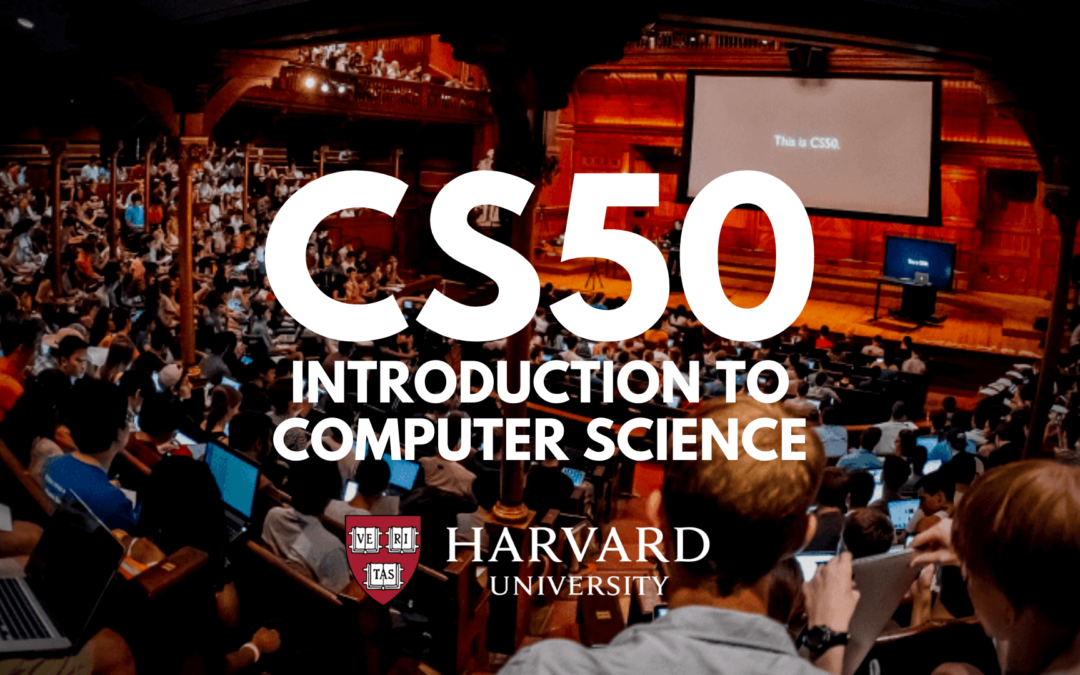 This is CS50.
CS50
INTRODUCTION TO
COMPUTER SCIENCE
VE RI
TAS
HARVARD
UNIVERSITY